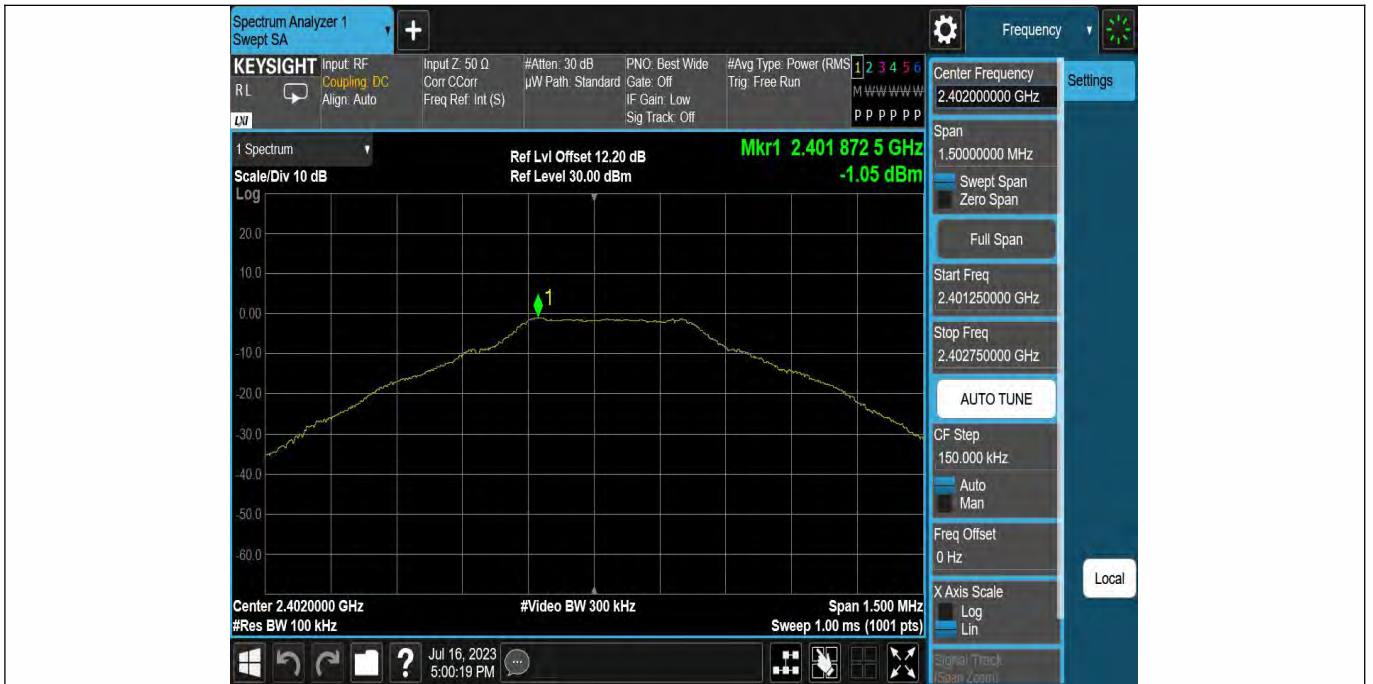 Spectrum Analyzer 1
Swept SA
+
Frequency
KEYSIGHT
RL
LXI
Input: RF
Coupling: DC
Align: Auto
Input Z: 50 Ω
Corr CCorr
Freq Ref: Int (S)
#Atten: 30 dB
µW Path: Standard
PNO: Best Wide
Gate: Off
IF Gain: Low
Sig Track: Off
#Avg Type: Power (RMS
Trig: Free Run
1 2 3 4 5 6
M W W W W W
P P P P P P
Center Frequency
2.402000000 GHz
Settings
Span
1.50000000 MHz
Swept Span
Zero Span
Full Span
Start Freq
2.401250000 GHz
Stop Freq
2.402750000 GHz
AUTO TUNE
CF Step
150.000 kHz
Auto
Man
Freq Offset
0 Hz
X Axis Scale
Log
Lin
Signal Track
(Span Zoom)
Local
1 Spectrum
Scale/Div 10 dB
Ref Lvl Offset 12.20 dB
Ref Level 30.00 dBm
Mkr1 2.401 872 5 GHz
-1.05 dBm
Log
20.0
10.0
0.00
-10.0
-20.0
-30.0
-40.0
-50.0
-60.0
1
Center 2.4020000 GHz
#Video BW 300 kHz
Span 1.500 MHz
#Res BW 100 kHz
Sweep 1.00 ms (1001 pts)
?
Jul 16, 2023
5:00:19 PM